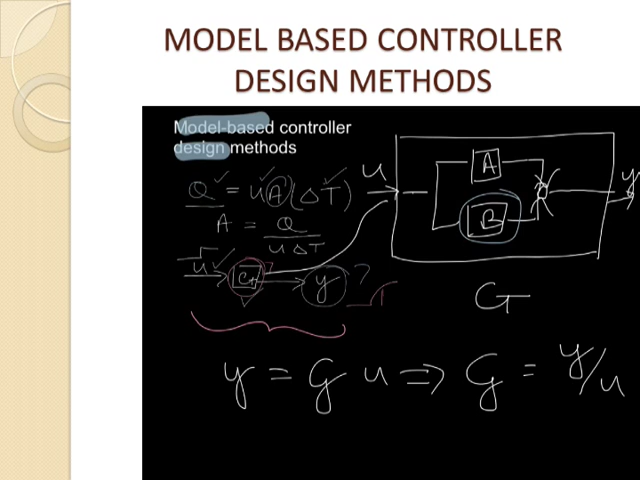 MODEL BASED CONTROLLER
DESIGN METHODS
Model-based controller
design methods
Q = u A (ΔT)
A = Q / u ΔT
u G y ?
u A B y
G
y = G u ⇒ G = y/u